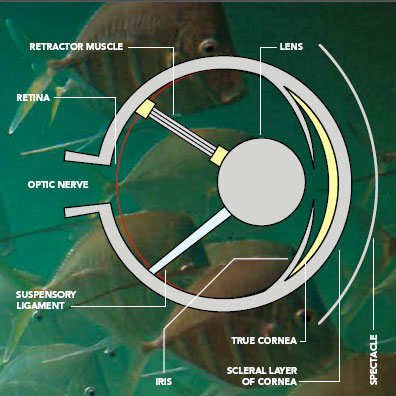 RETRACTOR MUSCLE
LENS
RETINA
OPTIC NERVE
SUSPENSORY
LIGAMENT
TRUE CORNEA
SCLERAL LAYER
OF CORNEA
IRIS
SPECTACLE